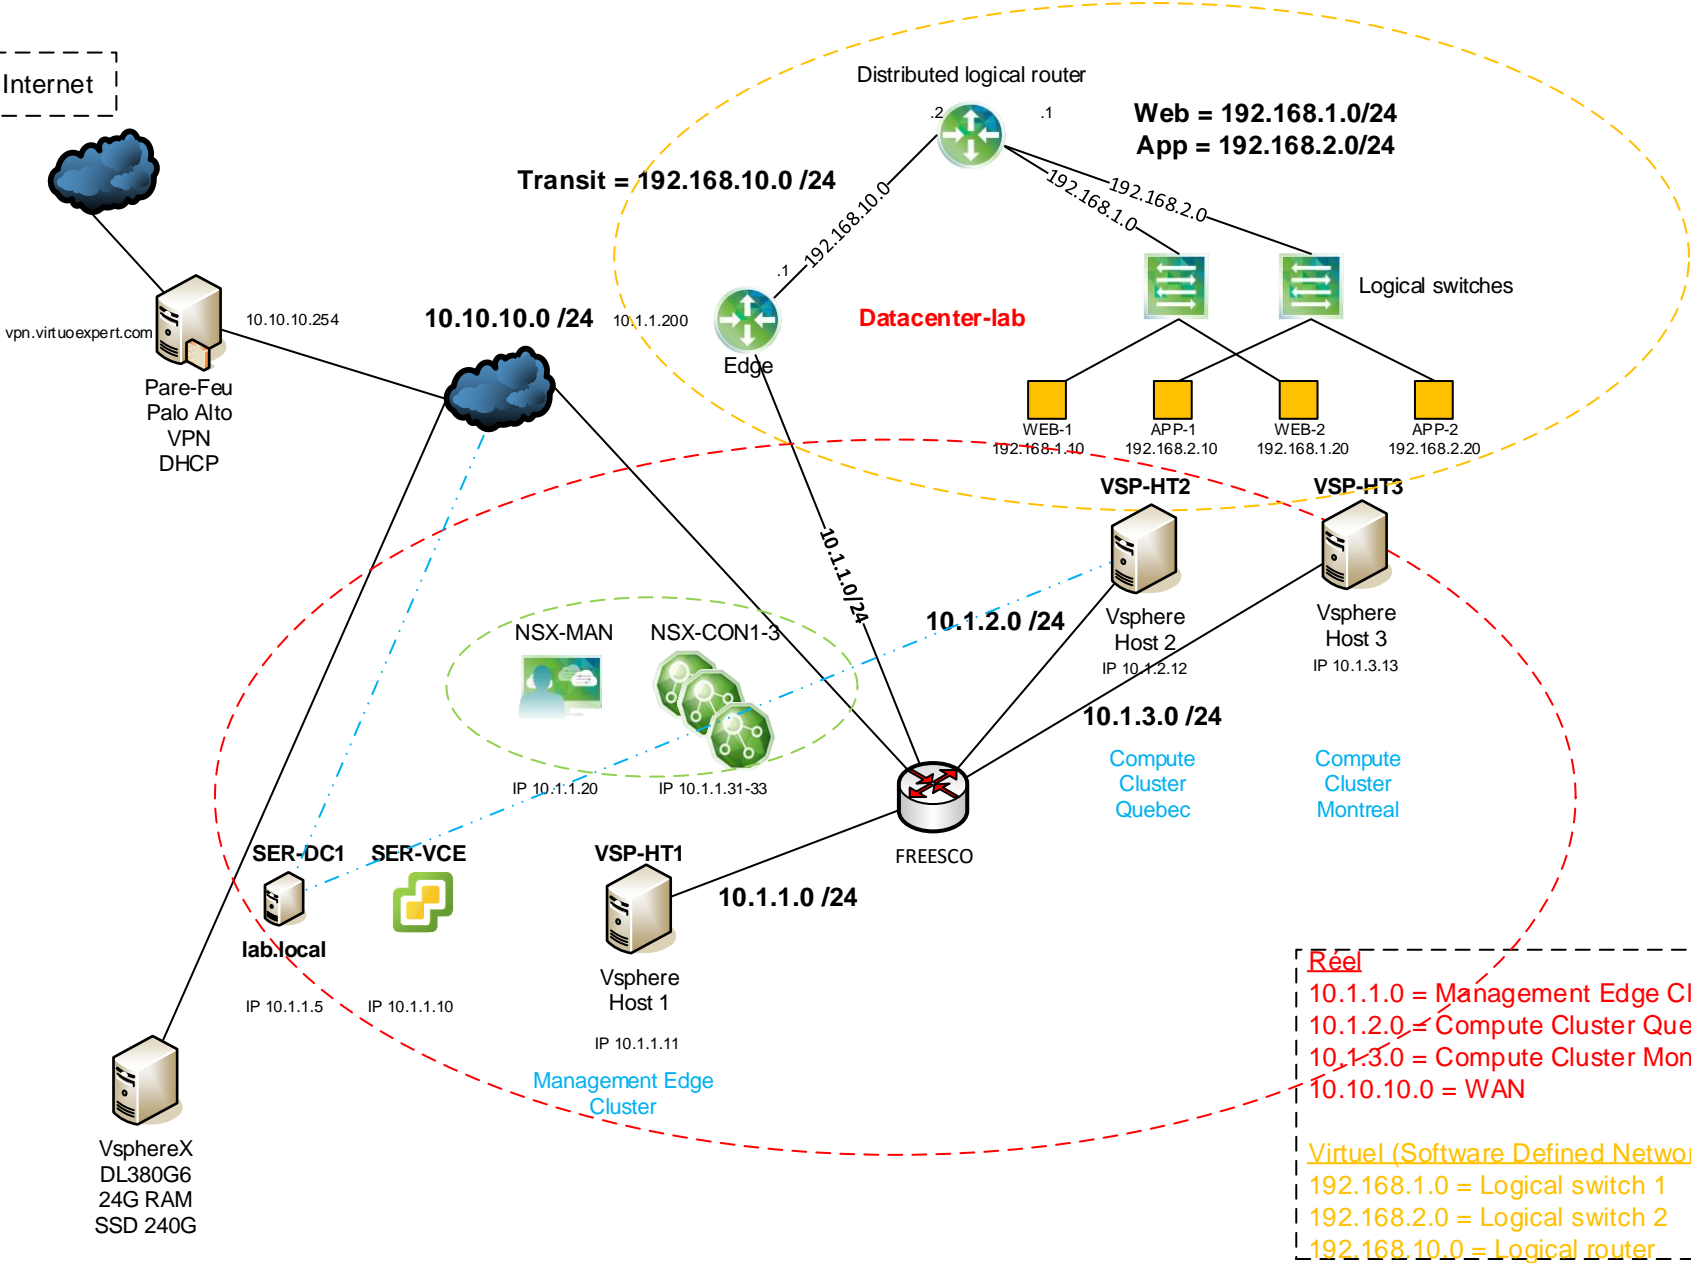 Internet
Distributed logical router
.2
.1
Web = 192.168.1.0/24
App = 192.168.2.0/24
Transit = 192.168.10.0 /24
192.168.10.0
192.168.1.0
192.168.2.0
.1
Logical switches
vpn.virtuoexpert.com
10.10.10.254
10.10.10.0 /24
10.1.1.200
Datacenter-lab
Edge
Pare-Feu
Palo Alto
VPN
DHCP
WEB-1
192.168.1.10
APP-1
192.168.2.10
WEB-2
192.168.1.20
APP-2
192.168.2.20
VSP-HT2
VSP-HT3
10.1.1.0/24
10.1.2.0 /24
Vsphere
Host 2
IP 10.1.2.12
Vsphere
Host 3
IP 10.1.3.13
NSX-MAN
NSX-CON1-3
10.1.3.0 /24
IP 10.1.1.20
IP 10.1.1.31-33
Compute
Cluster
Quebec
Compute
Cluster
Montreal
FREESCO
SER-DC1
SER-VCE
VSP-HT1
10.1.1.0 /24
lab.local
IP 10.1.1.5
IP 10.1.1.10
Vsphere
Host 1
IP 10.1.1.11
Management Edge
Cluster
VsphereX
DL380G6
24G RAM
SSD 240G
Réel
10.1.1.0 = Management Edge Cl
10.1.2.0 = Compute Cluster Que
10.1.3.0 = Compute Cluster Mon
10.10.10.0 = WAN
Virtuel (Software Defined Networ
192.168.1.0 = Logical switch 1
192.168.2.0 = Logical switch 2
192.168.10.0 = Logical router